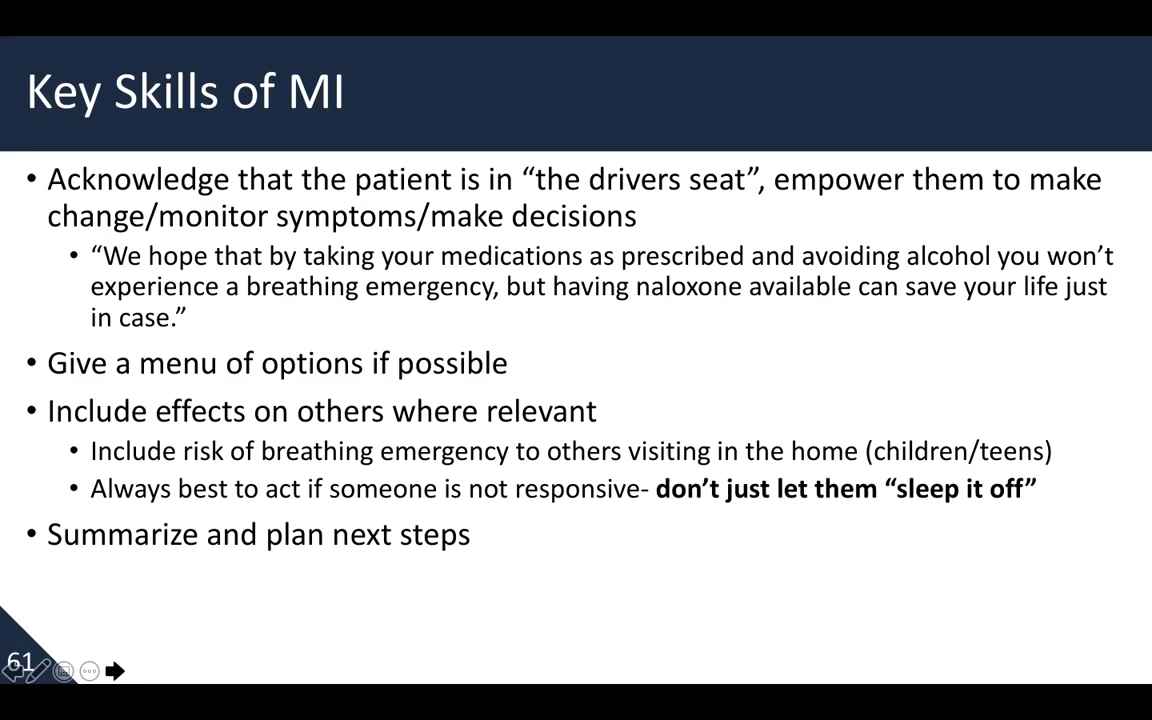 Key Skills of MI
• Acknowledge that the patient is in “the drivers seat”, empower them to make
change/monitor symptoms/make decisions
• “We hope that by taking your medications as prescribed and avoiding alcohol you won’t
experience a breathing emergency, but having naloxone available can save your life just
in case.”
• Give a menu of options if possible
• Include effects on others where relevant
• Include risk of breathing emergency to others visiting in the home (children/teens)
• Always best to act if someone is not responsive- don’t just let them “sleep it off”
• Summarize and plan next steps
61